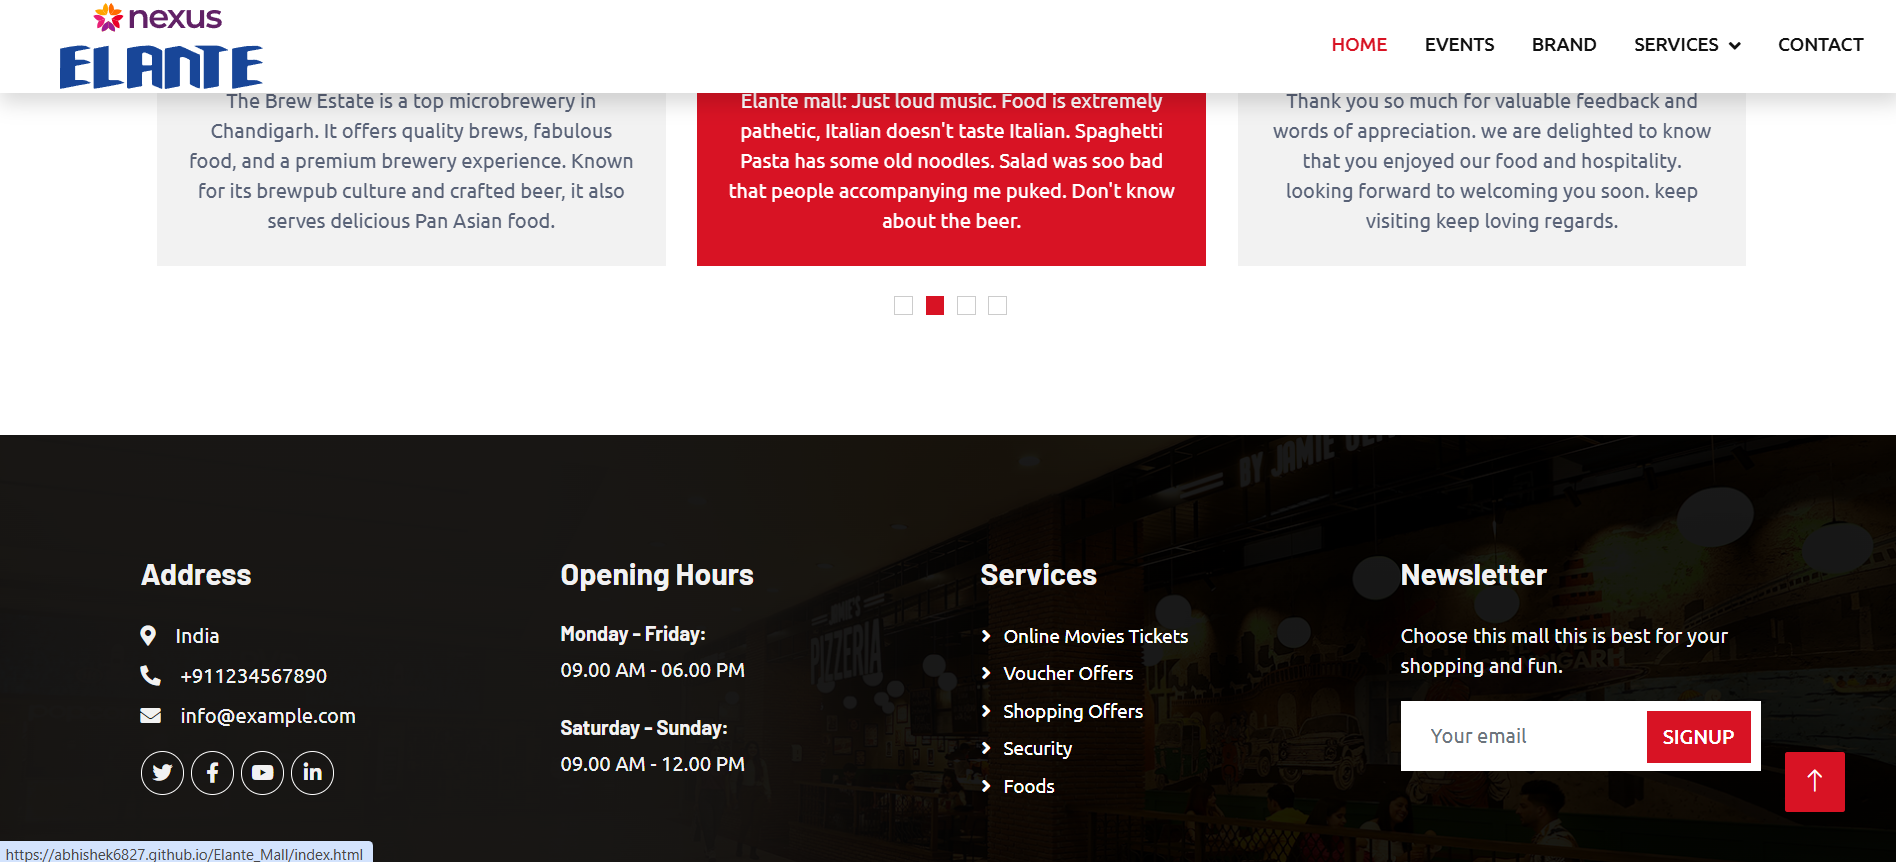 nexus
ELANTE
HOME
EVENTS
BRAND
SERVICES
CONTACT
The Brew Estate is a top microbrewery in
Chandigarh. It offers quality brews, fabulous
food, and a premium brewery experience. Known
for its brewpub culture and crafted beer, it also
serves delicious Pan Asian food.
Elante mall: Just loud music. Food is extremely
pathetic, Italian doesn't taste Italian. Spaghetti
Pasta has some old noodles. Salad was soo bad
that people accompanying me puked. Don't know
about the beer.
Thank you so much for valuable feedback and
words of appreciation. we are delighted to know
that you enjoyed our food and hospitality.
looking forward to welcoming you soon. keep
visiting keep loving regards.
BY JAMIE
JAMIE'S
PIZZERIA
Address
India
+911234567890
info@example.com
Opening Hours
Monday - Friday:
09.00 AM - 06.00 PM
Saturday - Sunday:
09.00 AM - 12.00 PM
Services
Online Movies Tickets
Voucher Offers
Shopping Offers
Security
Foods
Newsletter
Choose this mall this is best for your
shopping and fun.
Your email
SIGNUP
https://abhishek6827.github.io/Elante_Mall/index.html